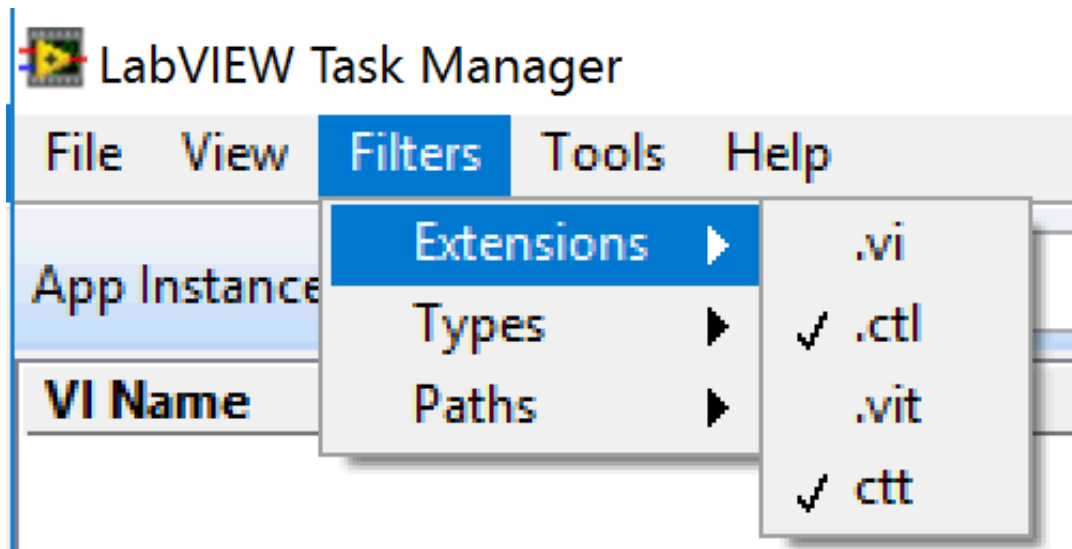 LabVIEW Task Manager
File View Filters Tools Help
App Instance
Extensions
Types
Paths
.vi
✓ .ctl
.vit
✓ ctt
VI Name